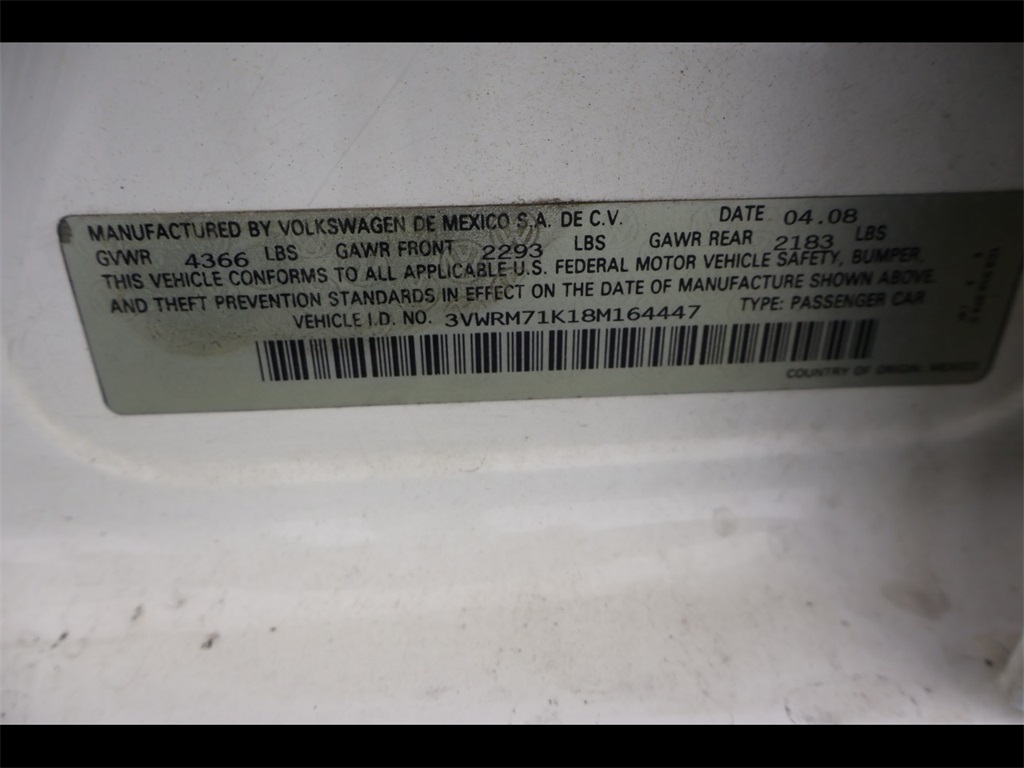 MANUFACTURED BY VOLKSWAGEN DE MEXICO S.A. DE C.V. DATE 04.08
GVWR 4366 LBS GAWR FRONT 2293 LBS GAWR REAR 2183 LBS
THIS VEHICLE CONFORMS TO ALL APPLICABLE U.S. FEDERAL MOTOR VEHICLE SAFETY, BUMPER,
AND THEFT PREVENTION STANDARDS IN EFFECT ON THE DATE OF MANUFACTURE SHOWN ABOVE.
VEHICLE I.D. NO. 3VWRM71K18M164447 TYPE: PASSENGER CAR
COUNTRY OF ORIGIN: MEXICO